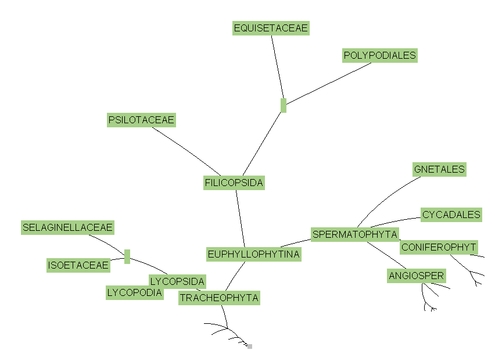 EQUISETACEAE
POLYPODIALES
PSILOTACEAE
GNETALES
FILICOPSIDA
CYCADALES
SELAGINELLACEAE
SPERMATOPHYTA
CONIFEROPHYT
EUPHYLLOPHYTINA
ISOETACEAE
ANGIOSPER
LYCOPSIDA
LYCOPODIA
TRACHEOPHYTA